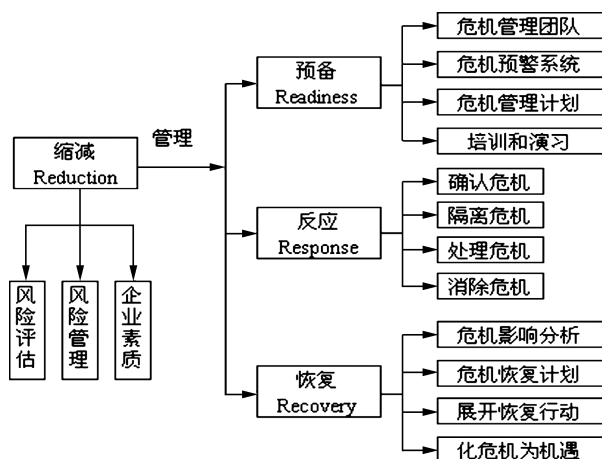 缩减
Reduction
风险评估
风险管理
企业素质
管理
预备
Readiness
危机管理团队
危机预警系统
危机管理计划
培训和演习
反应
Response
确认危机
隔离危机
处理危机
消除危机
恢复
Recovery
危机影响分析
危机恢复计划
展开恢复行动
化危机为机遇